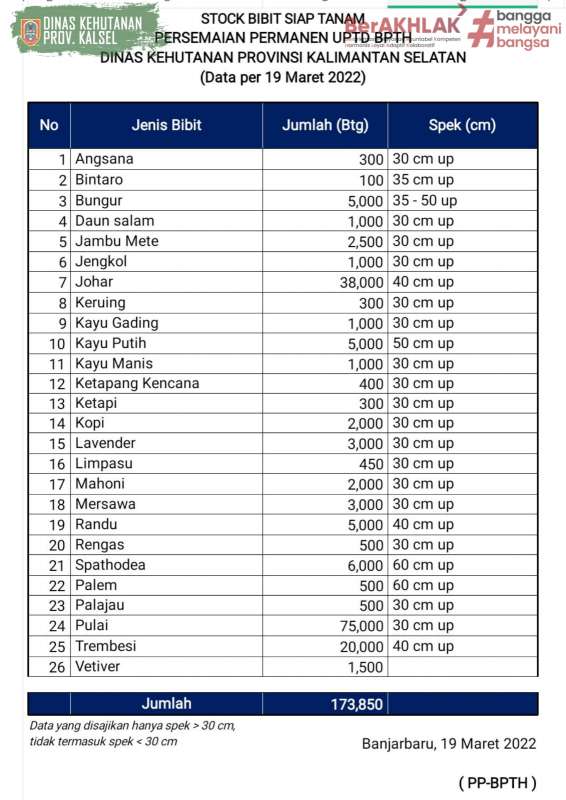 DINAS KEHUTANAN
PROV. KALSEL
BerAKHLAK
#bangga
melayani
bangsa
STOCK BIBIT SIAP TANAM
PERSEMAIAN PERMANEN UPTD BPTH
DINAS KEHUTANAN PROVINSI KALIMANTAN SELATAN
(Data per 19 Maret 2022)
No Jenis Bibit Jumlah (Btg) Spek (cm)
1 Angsana 300 30 cm up
2 Bintaro 100 35 cm up
3 Bungur 5,000 35 - 50 up
4 Daun salam 1,000 30 cm up
5 Jambu Mete 2,500 30 cm up
6 Jengkol 1,000 30 cm up
7 Johar 38,000 40 cm up
8 Keruing 300 30 cm up
9 Kayu Gading 1,000 30 cm up
10 Kayu Putih 5,000 50 cm up
11 Kayu Manis 1,000 30 cm up
12 Ketapang Kencana 400 30 cm up
13 Ketapi 300 30 cm up
14 Kopi 2,000 30 cm up
15 Lavender 3,000 30 cm up
16 Limpasu 450 30 cm up
17 Mahoni 2,000 30 cm up
18 Mersawa 3,000 30 cm up
19 Randu 5,000 40 cm up
20 Rengas 500 30 cm up
21 Spathodea 6,000 60 cm up
22 Palem 500 60 cm up
23 Palajau 500 30 cm up
24 Pulai 75,000 30 cm up
25 Trembesi 20,000 40 cm up
26 Vetiver 1,500
Jumlah 173,850
Data yang disajikan hanya spek > 30 cm,
tidak termasuk spek < 30 cm
Banjarbaru, 19 Maret 2022
( PP-BPTH )